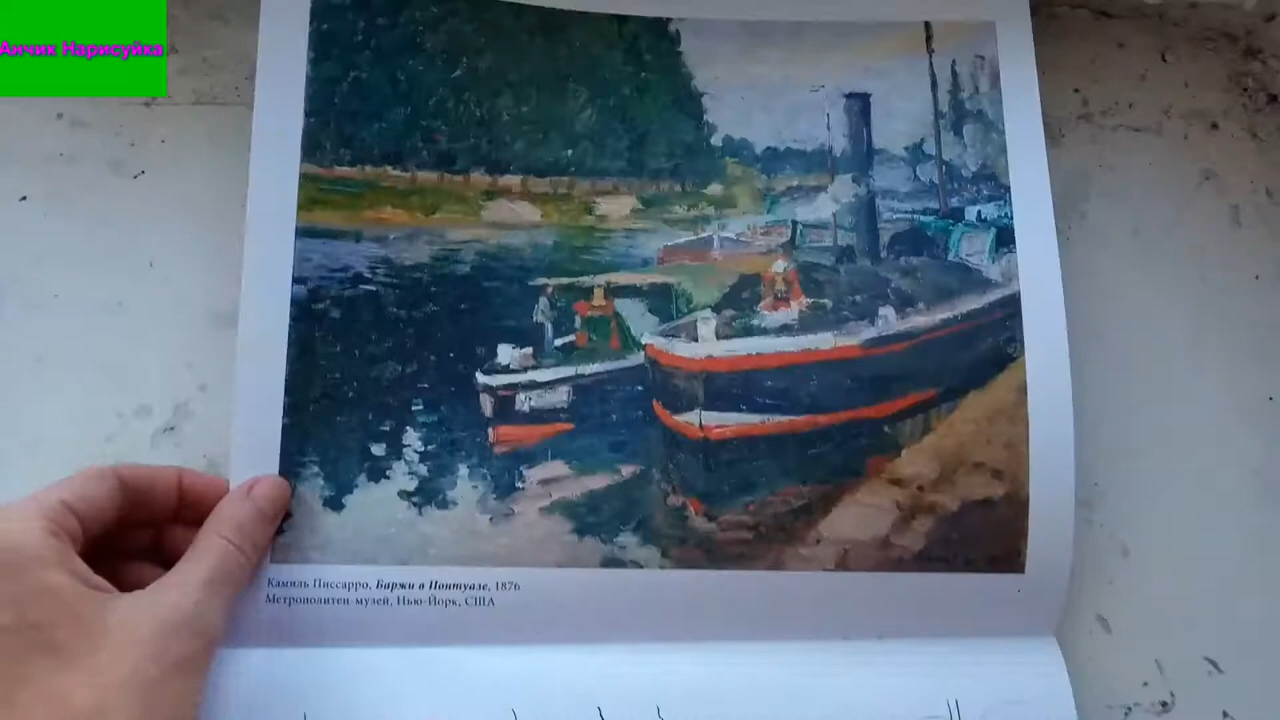 Анчик Нарисуйка
Камиль Писсарро, Баржи в Понтуазе, 1876
Метрополитен-музей, Нью-Йорк, США